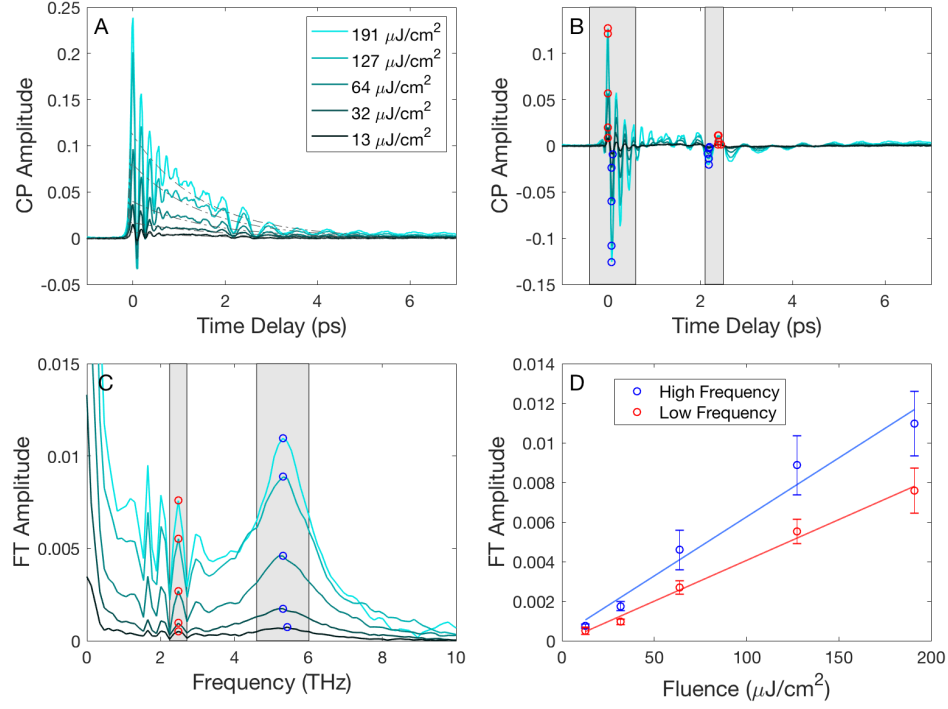 A
0.25
0.2
0.15
0.1
0.05
0
-0.05
CP Amplitude
0 2 4 6
Time Delay (ps)
191 μJ/cm²
127 μJ/cm²
64 μJ/cm²
32 μJ/cm²
13 μJ/cm²
B
0.1
0.05
0
-0.05
-0.1
-0.15
CP Amplitude
0 2 4 6
Time Delay (ps)
C
0.015
0.01
0.005
0
FT Amplitude
0 2 4 6 8 10
Frequency (THz)
D
0.014
0.012
0.01
0.008
0.006
0.004
0.002
0
FT Amplitude
High Frequency
Low Frequency
0 50 100 150 200
Fluence (μJ/cm²)